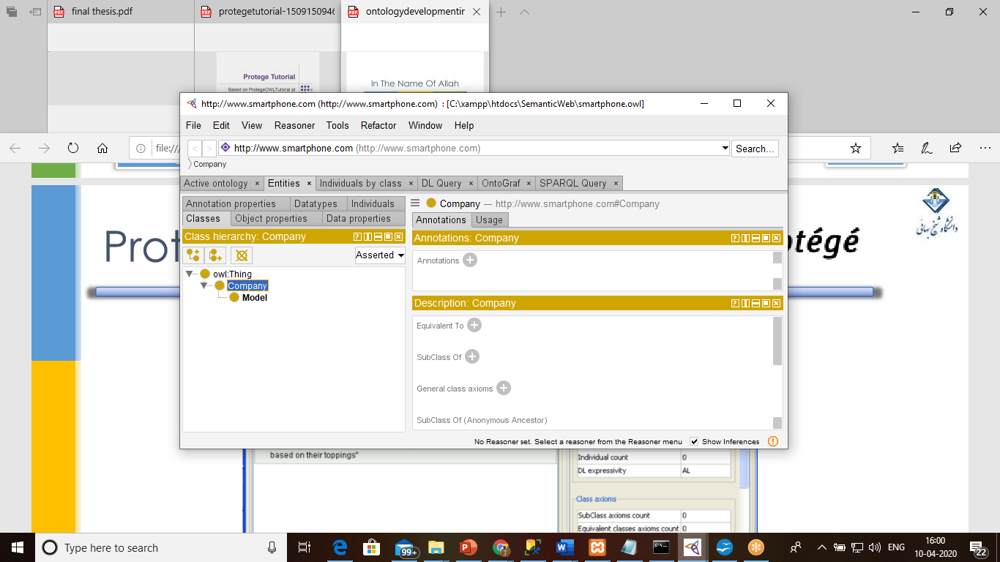 final thesis.pdf
protegetutorial-1509150946
ontologydevelopmentir
Protege Tutorial
Based on ProtegeOWLTutorial at
In The Name Of Allah
http://www.smartphone.com (http://www.smartphone.com) : [C:\xampp\htdocs\SemanticWeb\smartphone.owl]
File Edit View Reasoner Tools Refactor Window Help
file:///
http://www.smartphone.com (http://www.smartphone.com)
Search...
Company
Active ontology × Entities × Individuals by class × DL Query × OntoGraf × SPARQL Query ×
Annotation properties Datatypes Individuals
Classes Object properties Data properties
Company — http://www.smartphone.com#Company
Annotations Usage
Class hierarchy: Company
Annotations: Company
Asserted
Annotations
owl:Thing
Company
Model
Description: Company
Equivalent To
SubClass Of
General class axioms
SubClass Of (Anonymous Ancestor)
No Reasoner set. Select a reasoner from the Reasoner menu Show Inferences
Prot
otégé
دانشگاه شیخ بهائی
based on their toppings"
Individual count 0
DL expressivity AL
Class axioms
SubClass axioms count 0
Equivalent classes axioms count 0
Type here to search
99+
ENG
16:00
10-04-2020
22